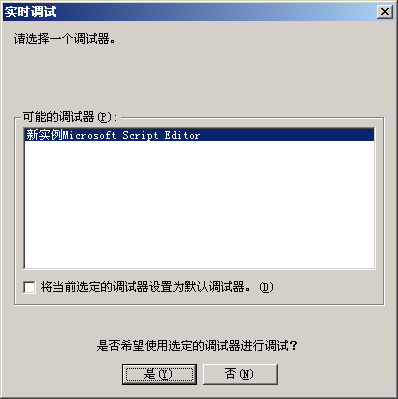 实时调试
请选择一个调试器。
可能的调试器(P):
新实例Microsoft Script Editor
将当前选定的调试器设置为默认调试器。(D)
是否希望使用选定的调试器进行调试?
是(Y) 否(N)